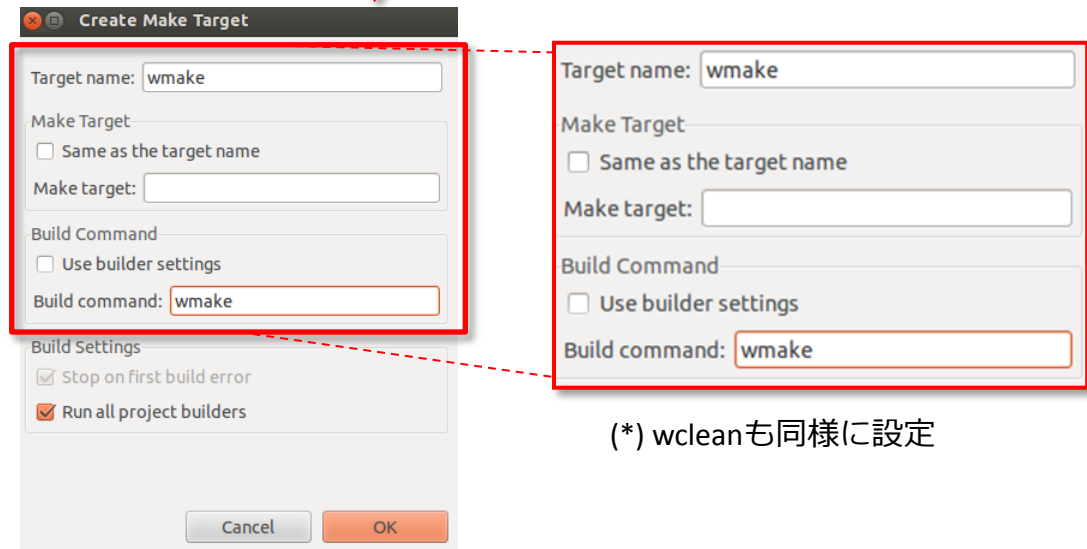 Create Make Target
Target name: wmake
Make Target
Same as the target name
Make target:
Build Command
Use builder settings
Build command: wmake
Build Settings
Stop on first build error
Run all project builders
Cancel OK
Target name: wmake
Make Target
Same as the target name
Make target:
Build Command
Use builder settings
Build command: wmake
(*) wcleanも同様に設定